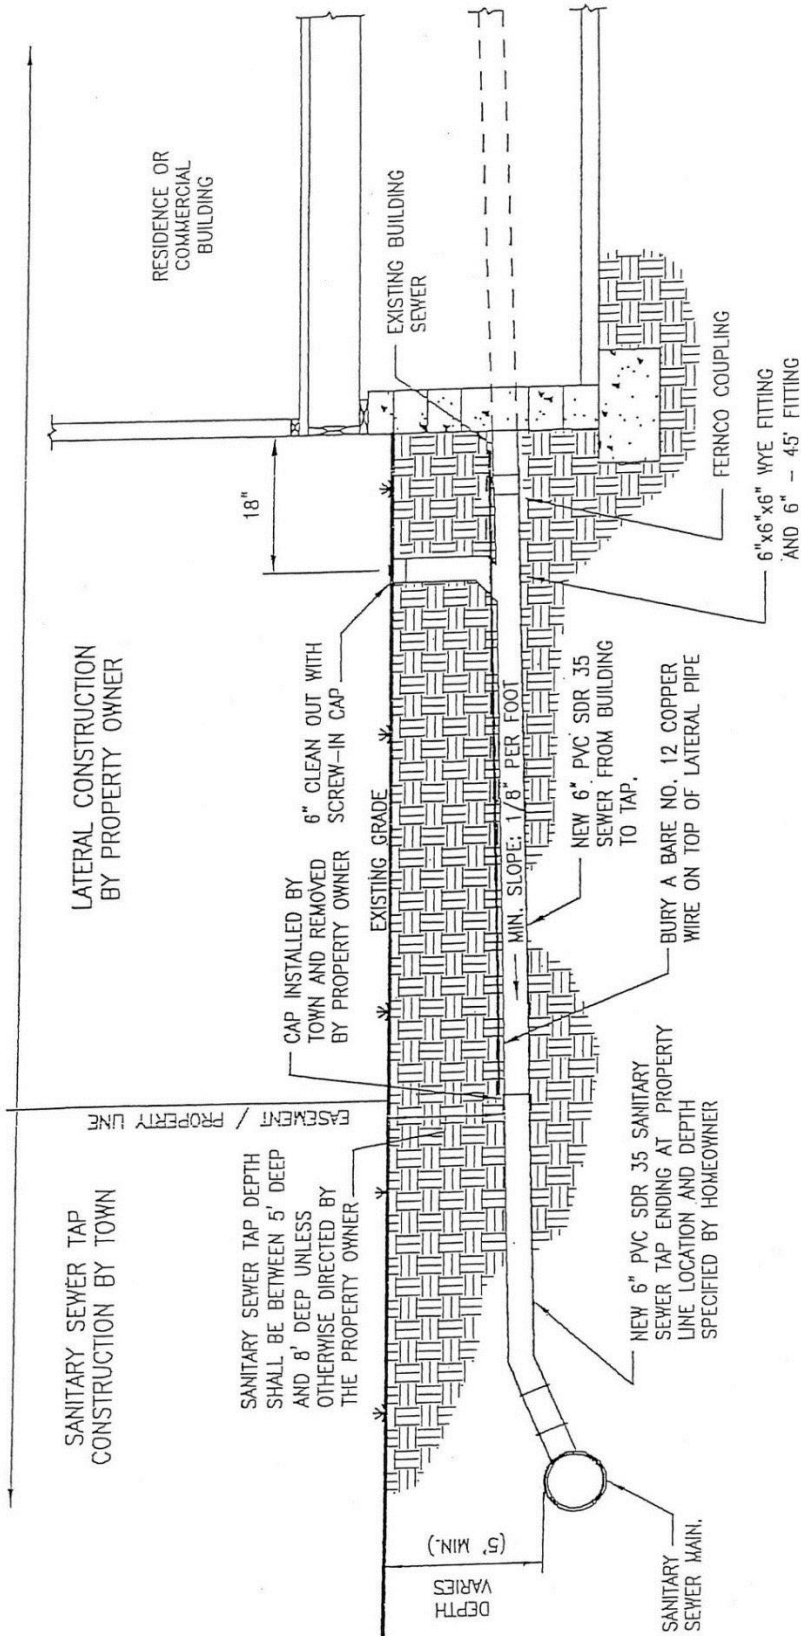 SANITARY SEWER TAP
CONSTRUCTION BY TOWN
LATERAL CONSTRUCTION
BY PROPERTY OWNER
RESIDENCE OR
COMMERCIAL
BUILDING
SANITARY SEWER TAP DEPTH
SHALL BE BETWEEN 5' DEEP
AND 8' DEEP UNLESS
OTHERWISE DIRECTED BY
THE PROPERTY OWNER
EASEMENT / PROPERTY LINE
CAP INSTALLED BY
TOWN AND REMOVED
BY PROPERTY OWNER
6" CLEAN OUT WITH
SCREW-IN CAP
18"
EXISTING GRADE
EXISTING BUILDING
SEWER
DEPTH
VARIES
(5' MIN.)
MIN. SLOPE: 1/8" PER FOOT
SANITARY
SEWER MAIN.
NEW 6" PVC SDR 35 SANITARY
SEWER TAP ENDING AT PROPERTY
LINE LOCATION AND DEPTH
SPECIFIED BY HOMEOWNER
NEW 6" PVC SDR 35
SEWER FROM BUILDING
TO TAP.
BURY A BARE NO. 12 COPPER
WIRE ON TOP OF LATERAL PIPE
FERNCO COUPLING
6"x6"x6" WYE FITTING
AND 6" - 45' FITTING